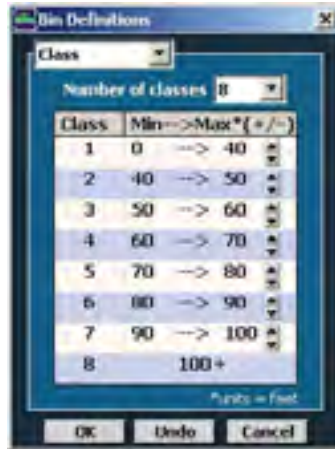 Bin Definitions
Class
Number of classes 8
Class Min-->Max*(+/-)
1 0 --> 40
2 40 --> 50
3 50 --> 60
4 60 --> 70
5 70 --> 80
6 80 --> 90
7 90 --> 100
8 100+
*units = feet
OK Undo Cancel